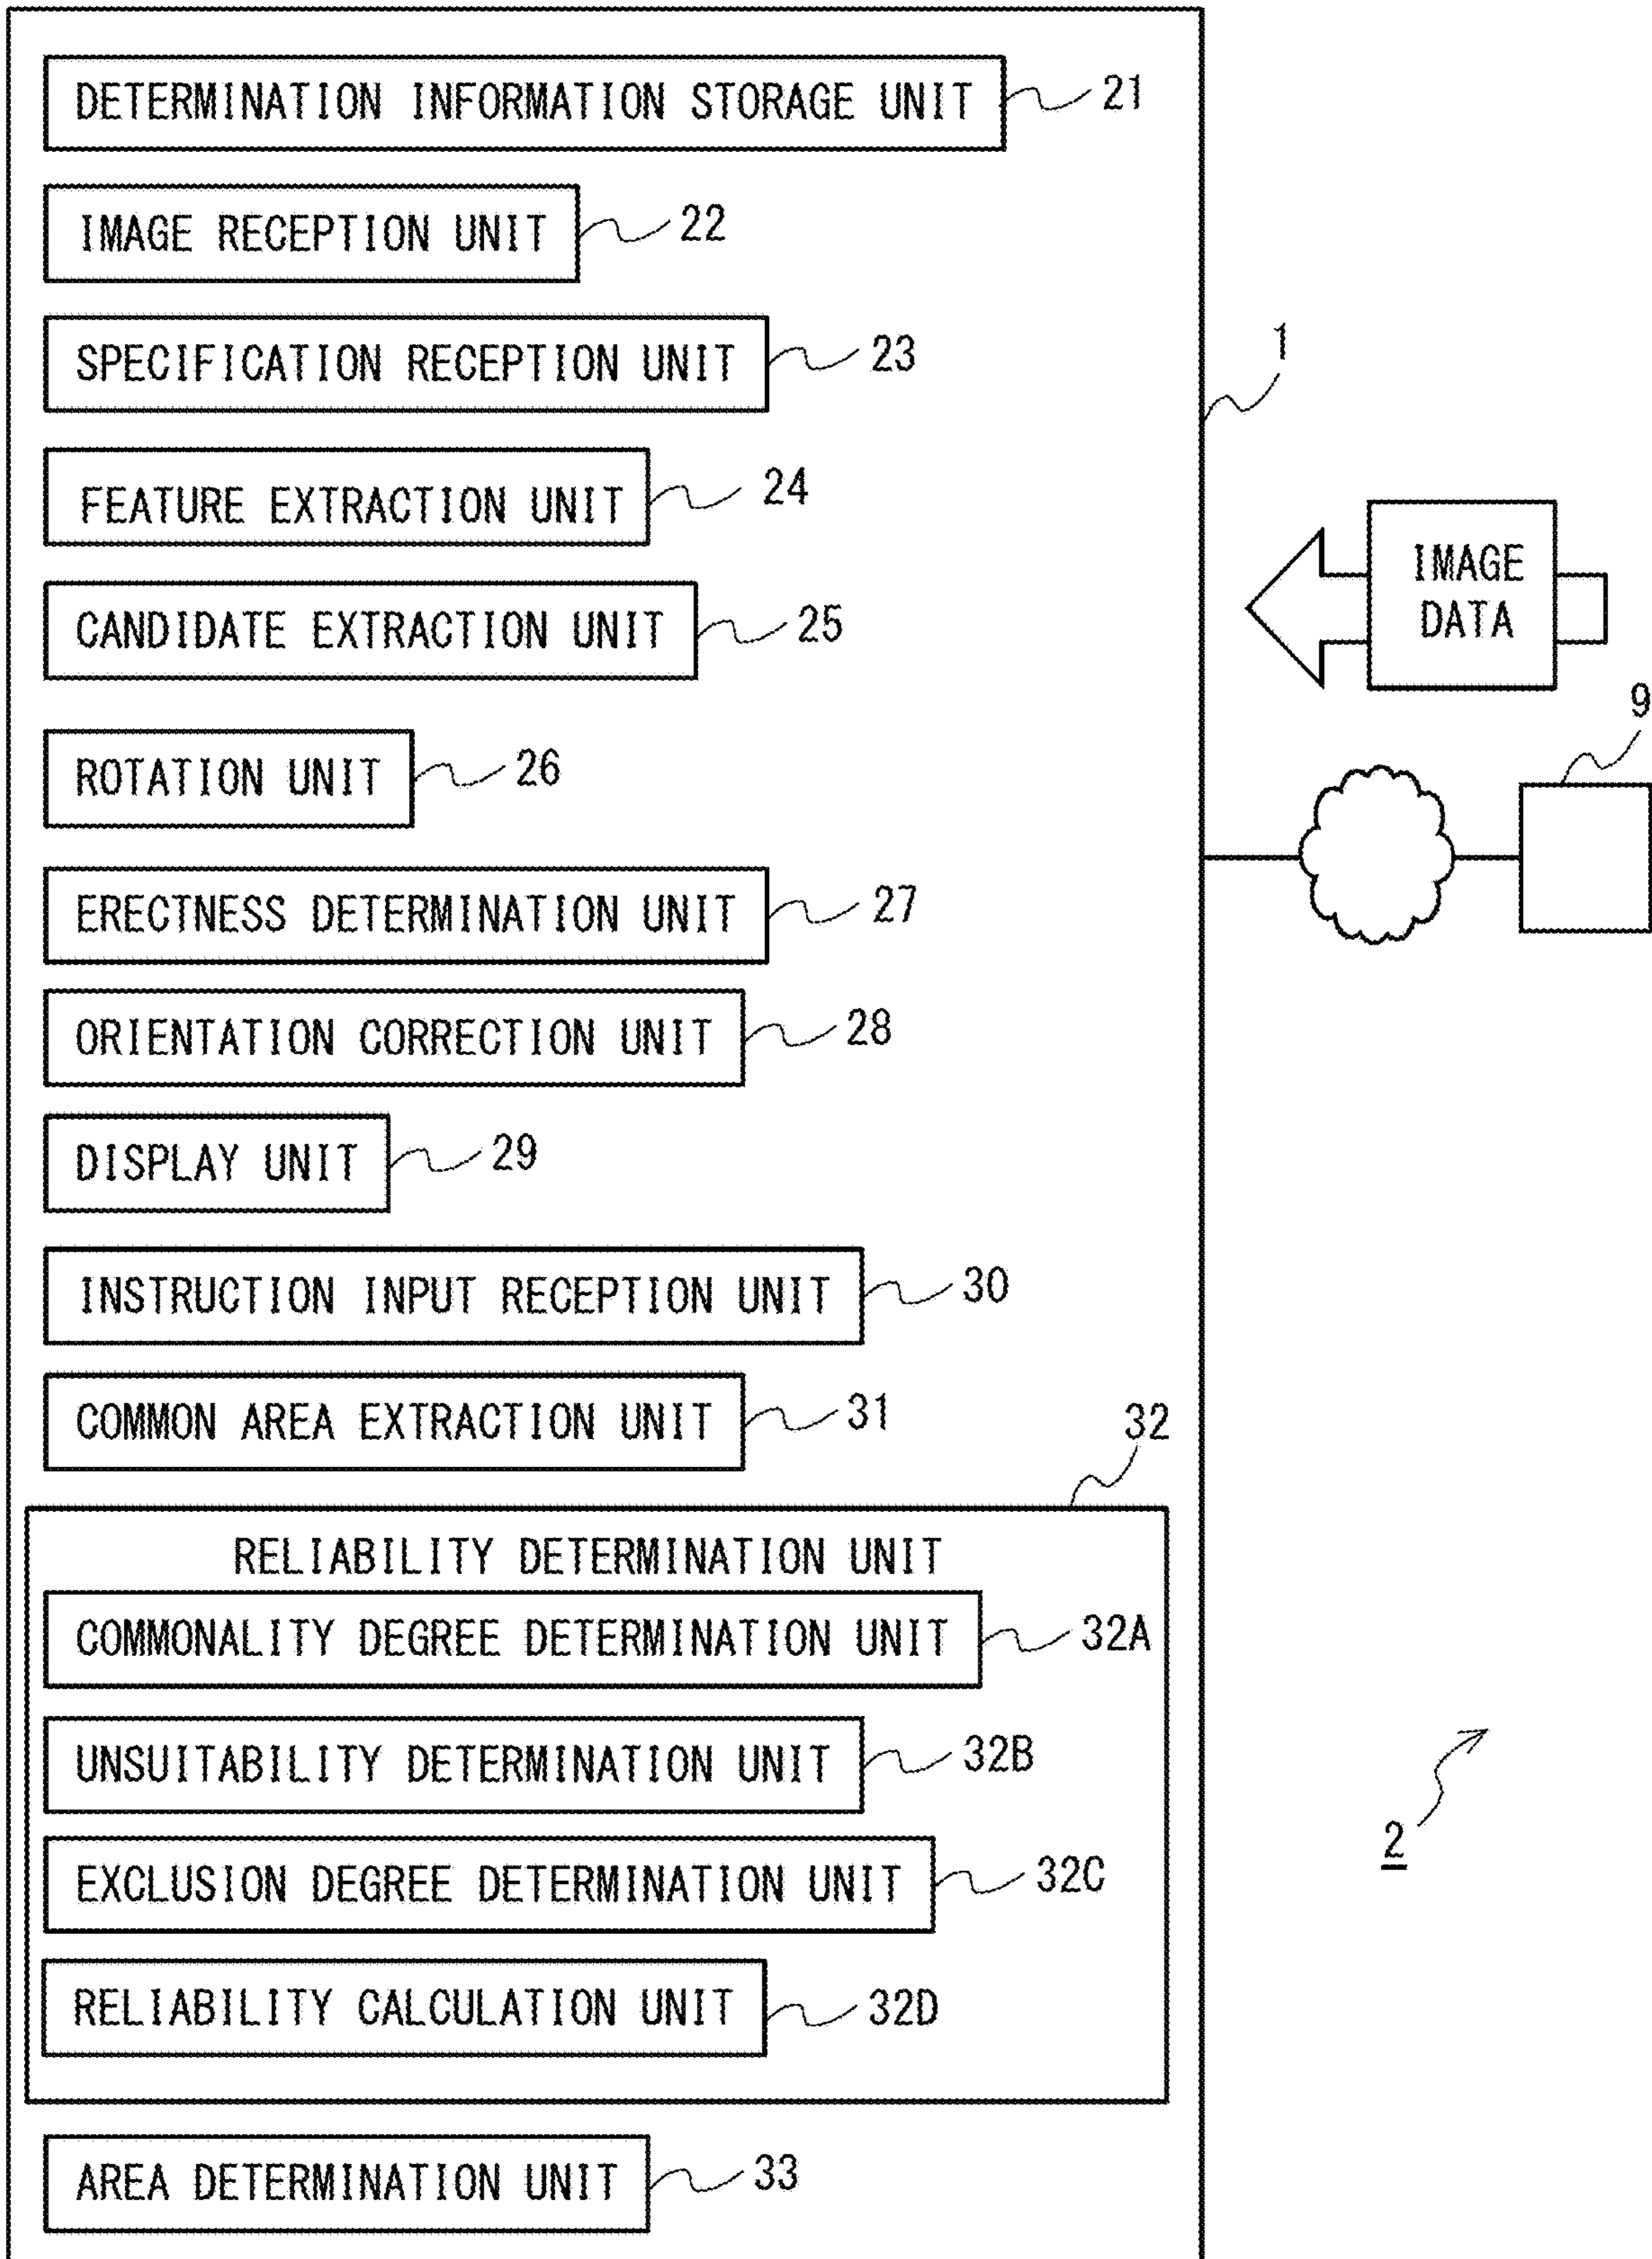 DETERMINATION INFORMATION STORAGE UNIT 21
IMAGE RECEPTION UNIT 22
SPECIFICATION RECEPTION UNIT 23
1
FEATURE EXTRACTION UNIT 24
IMAGE
DATA
CANDIDATE EXTRACTION UNIT 25
9
ROTATION UNIT 26
ERECTNESS DETERMINATION UNIT 27
ORIENTATION CORRECTION UNIT 28
DISPLAY UNIT 29
INSTRUCTION INPUT RECEPTION UNIT 30
COMMON AREA EXTRACTION UNIT 31
32
RELIABILITY DETERMINATION UNIT
COMMONALITY DEGREE DETERMINATION UNIT 32A
UNSUITABILITY DETERMINATION UNIT 32B
2
EXCLUSION DEGREE DETERMINATION UNIT 32C
RELIABILITY CALCULATION UNIT 32D
AREA DETERMINATION UNIT 33